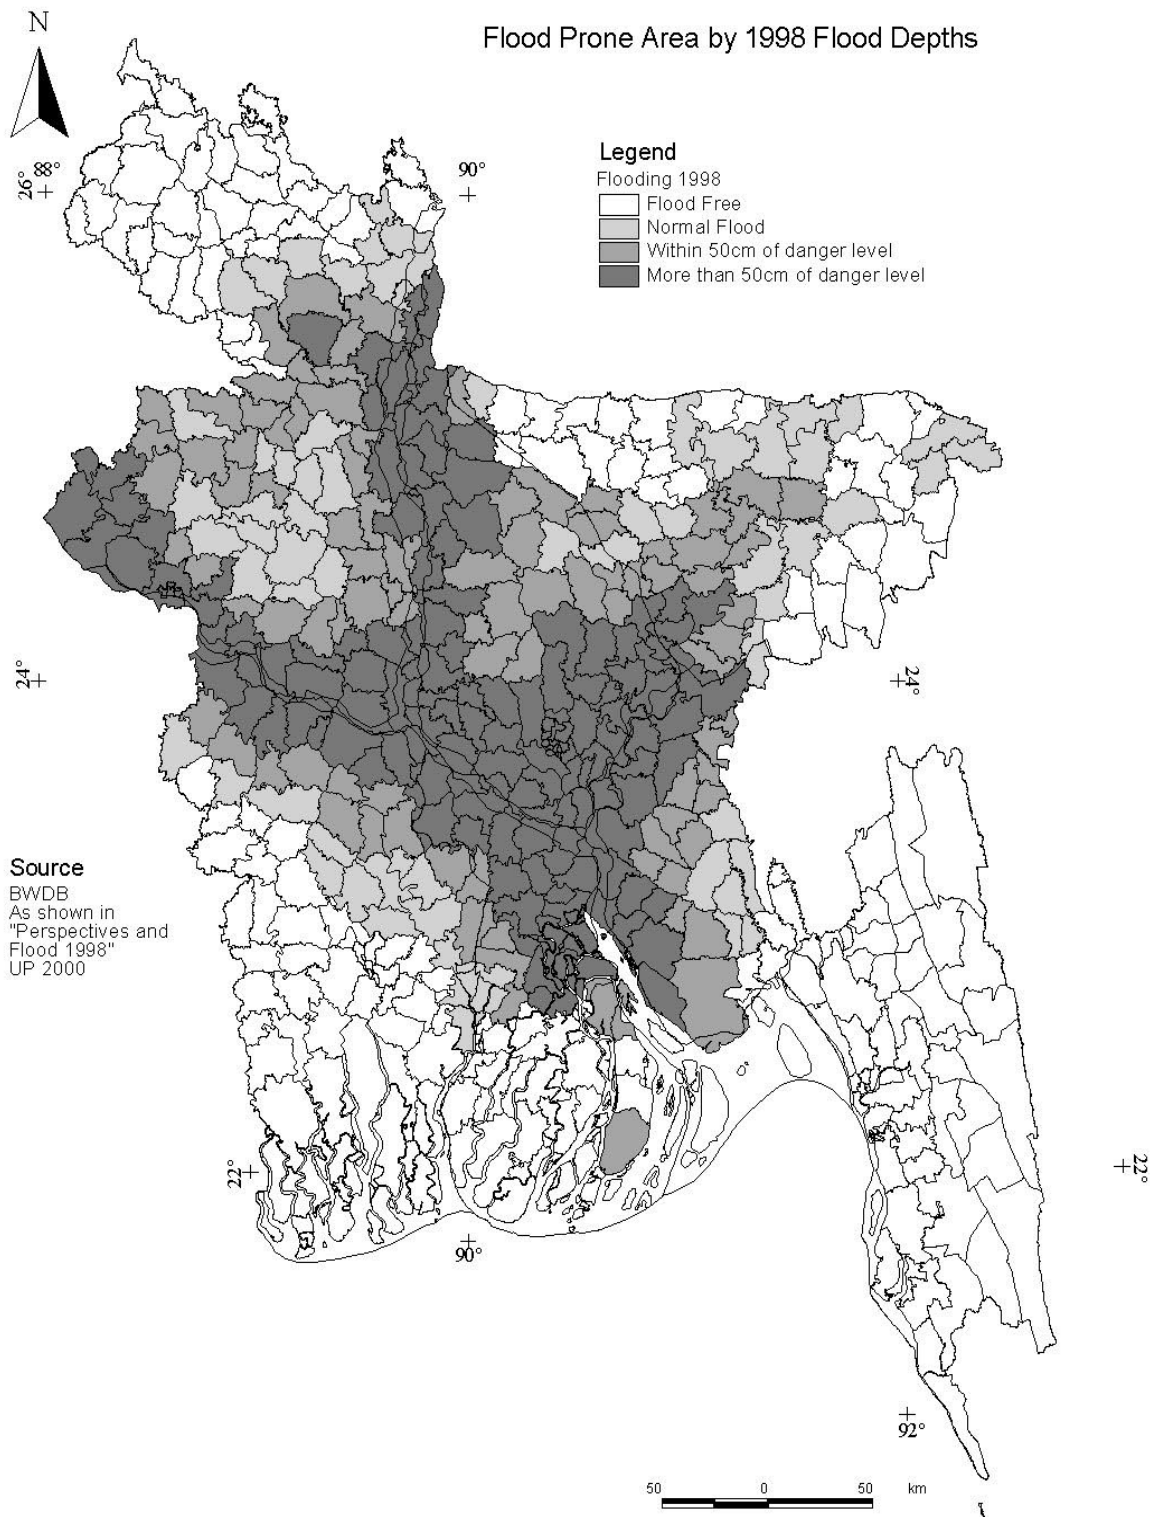 N
Flood Prone Area by 1998 Flood Depths
26°
88°
90°
Legend
Flooding 1998
Flood Free
Normal Flood
Within 50cm of danger level
More than 50cm of danger level
24°
24°
Source
BWDB
As shown in
"Perspectives and
Flood 1998"
UP 2000
22°
22°
90°
92°
50 0 50 km